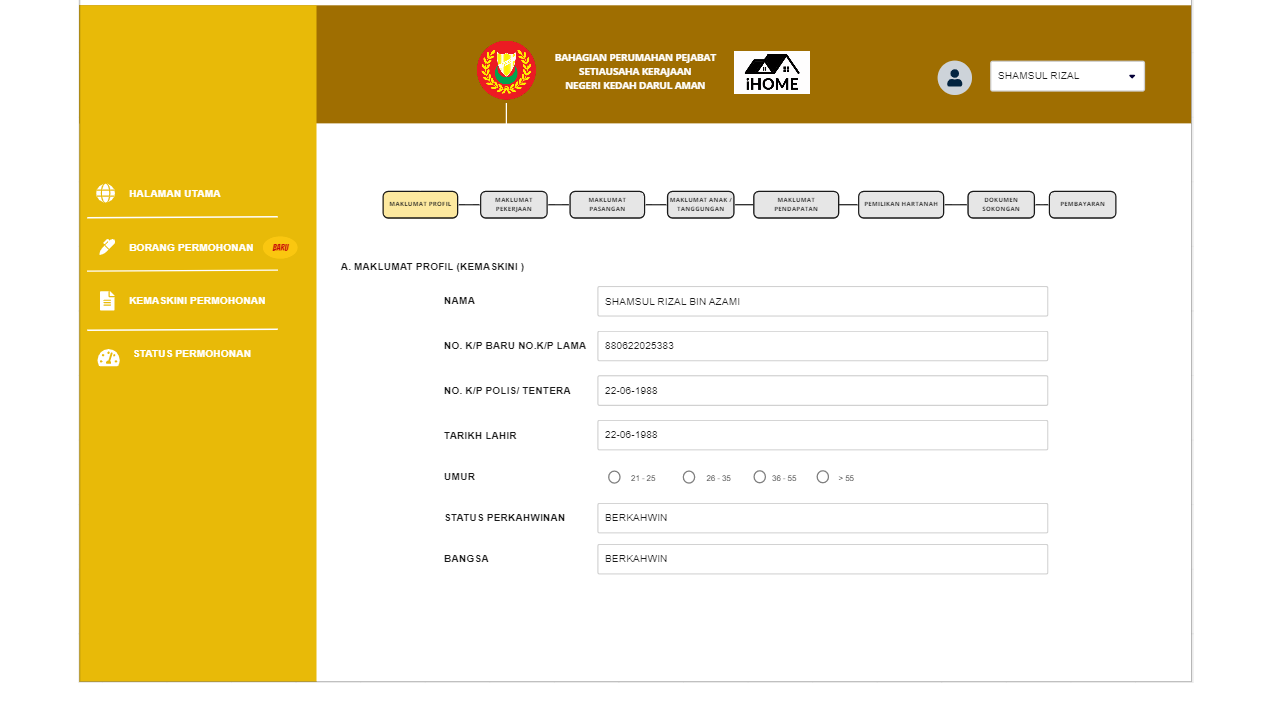 BAHAGIAN PERUMAHAN PEJABAT
SETIAUSAHA KERAJAAN
NEGERI KEDAH DARUL AMAN
iHOME
SHAMSUL RIZAL
HALAMAN UTAMA
BORANG PERMOHONAN BARU
KEMASKINI PERMOHONAN
STATUS PERMOHONAN
MAKLUMAT PROFIL
MAKLUMAT
PEKERJAAN
MAKLUMAT
PASANGAN
MAKLUMAT ANAK /
TANGGUNGAN
MAKLUMAT
PENDAPATAN
PEMILIKAN HARTANAH
DOKUMEN
SOKONGAN
PEMBAYARAN
A. MAKLUMAT PROFIL (KEMASKINI )
NAMA SHAMSUL RIZAL BIN AZAMI
NO. K/P BARU NO.K/P LAMA 880622025383
NO. K/P POLIS/ TENTERA 22-06-1988
TARIKH LAHIR 22-06-1988
UMUR 21 - 25 26 - 35 36 - 55 > 55
STATUS PERKAHWINAN BERKAHWIN
BANGSA BERKAHWIN